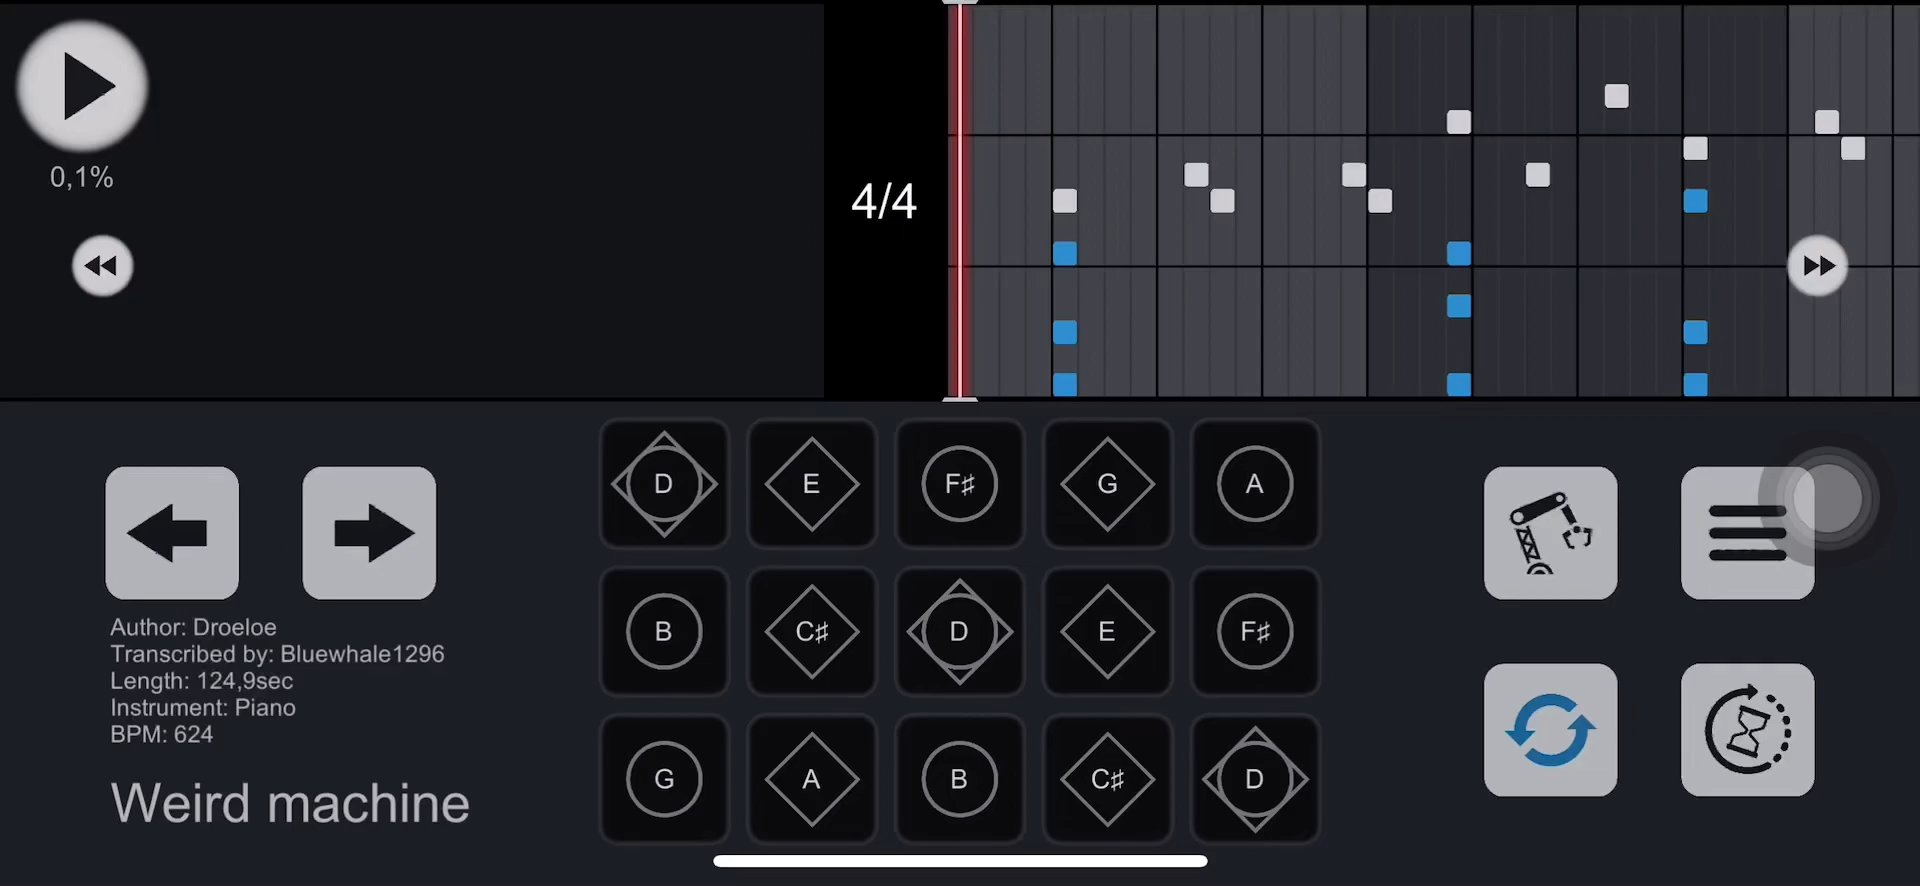 0,1%
4/4
D E F♯ G A
B C♯ D E F♯
G A B C♯ D
Author: Droeloe
Transcribed by: Bluewhale1296
Length: 124,9sec
Instrument: Piano
BPM: 624
Weird machine